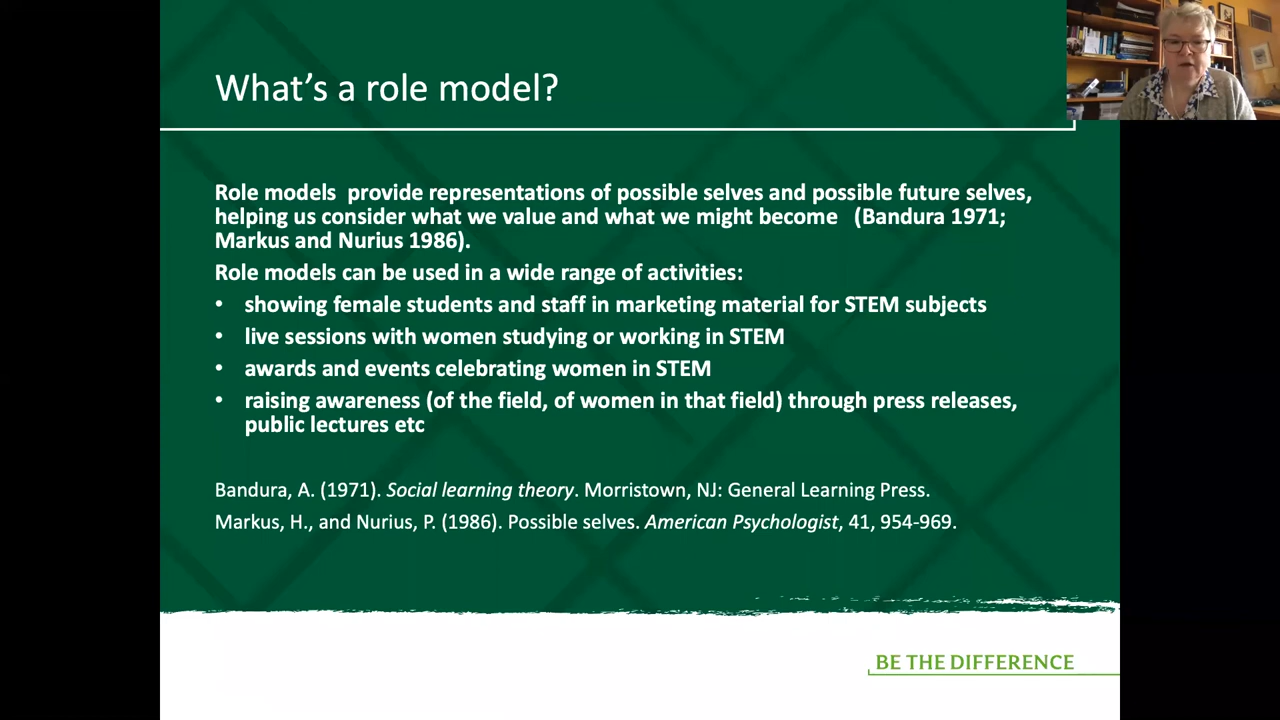 What's a role model?
Role models  provide representations of possible selves and possible future selves,
helping us consider what we value and what we might become   (Bandura 1971;
Markus and Nurius 1986).
Role models can be used in a wide range of activities:
• showing female students and staff in marketing material for STEM subjects
• live sessions with women studying or working in STEM
• awards and events celebrating women in STEM
• raising awareness (of the field, of women in that field) through press releases,
public lectures etc
Bandura, A. (1971). Social learning theory. Morristown, NJ: General Learning Press.
Markus, H., and Nurius, P. (1986). Possible selves. American Psychologist, 41, 954-969.
BE THE DIFFERENCE